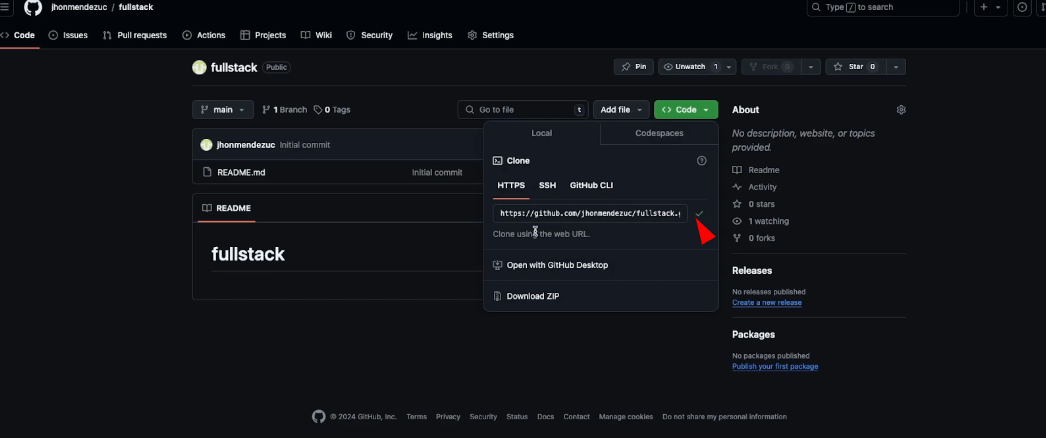 jhonmendezuc / fullstack
Type / to search
Code Issues Pull requests Actions Projects Wiki Security Insights Settings
fullstack Public
Pin Unwatch 1 Fork 0 Star 0
main 1 Branch 0 Tags
Go to file t Add file Code
About
Local Codespaces
No description, website, or topics
provided.
jhonmendezuc Initial commit
Clone
README.md Initial commit
Readme
HTTPS SSH GitHub CLI
Activity
0 stars
README
https://github.com/jhonmendezuc/fullstack.g
1 watching
Clone using the web URL.
0 forks
fullstack
Open with GitHub Desktop
Releases
Download ZIP
No releases published
Create a new release
Packages
No packages published
Publish your first package
© 2024 GitHub, Inc. Terms Privacy Security Status Docs Contact Manage cookies Do not share my personal information